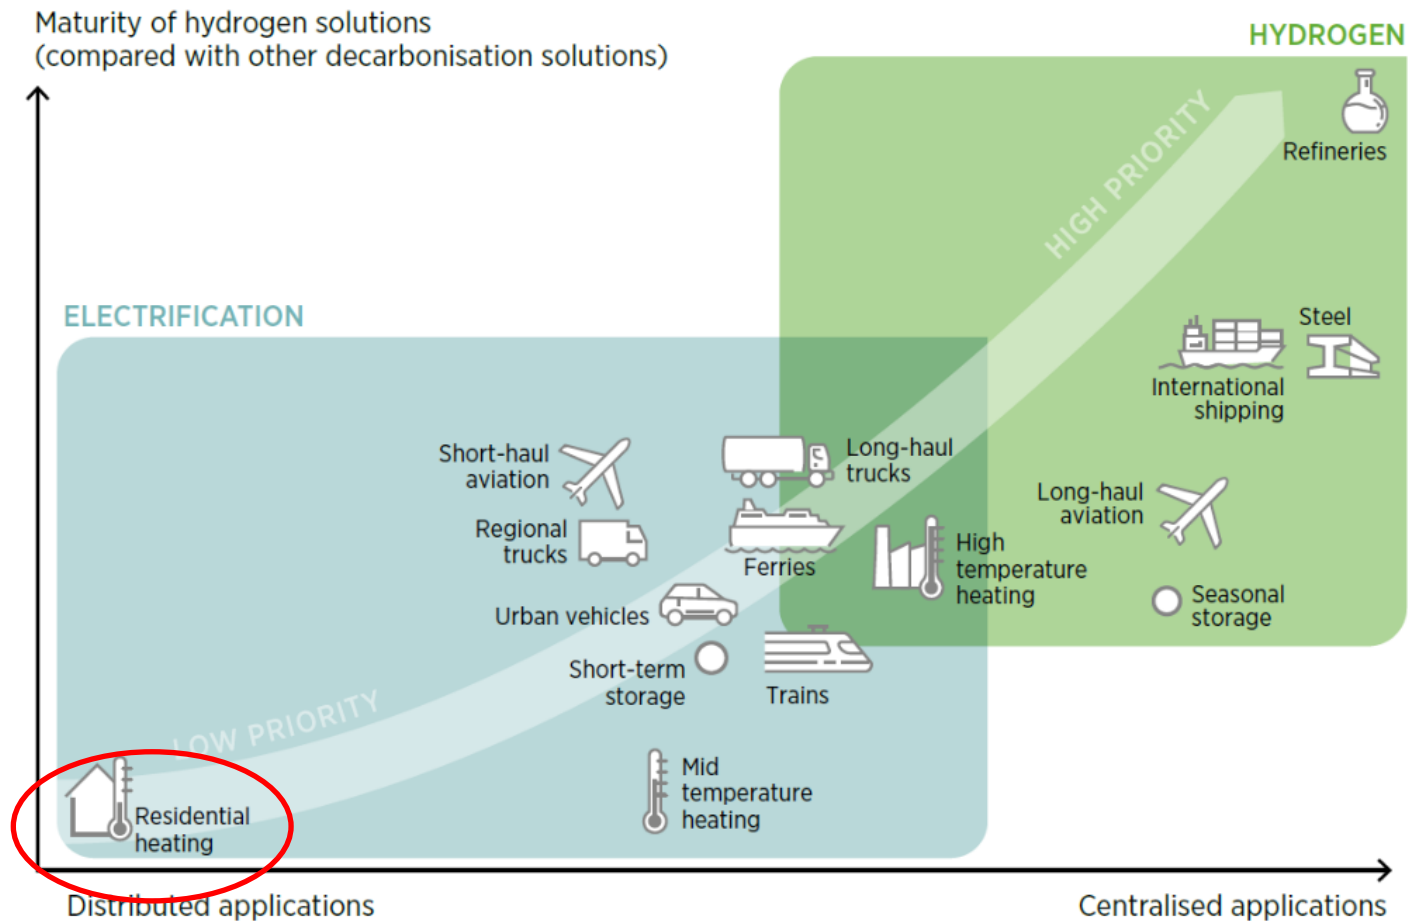 Maturity of hydrogen solutions
(compared with other decarbonisation solutions)
HYDROGEN
HIGH PRIORITY
Refineries
ELECTRIFICATION
Steel
International
shipping
Short-haul
aviation
Long-haul
trucks
Long-haul
aviation
Regional
trucks
Ferries
High
temperature
heating
Seasonal
storage
Urban vehicles
Short-term
storage
Trains
LOW PRIORITY
Mid
temperature
heating
Residential
heating
Distributed applications
Centralised applications